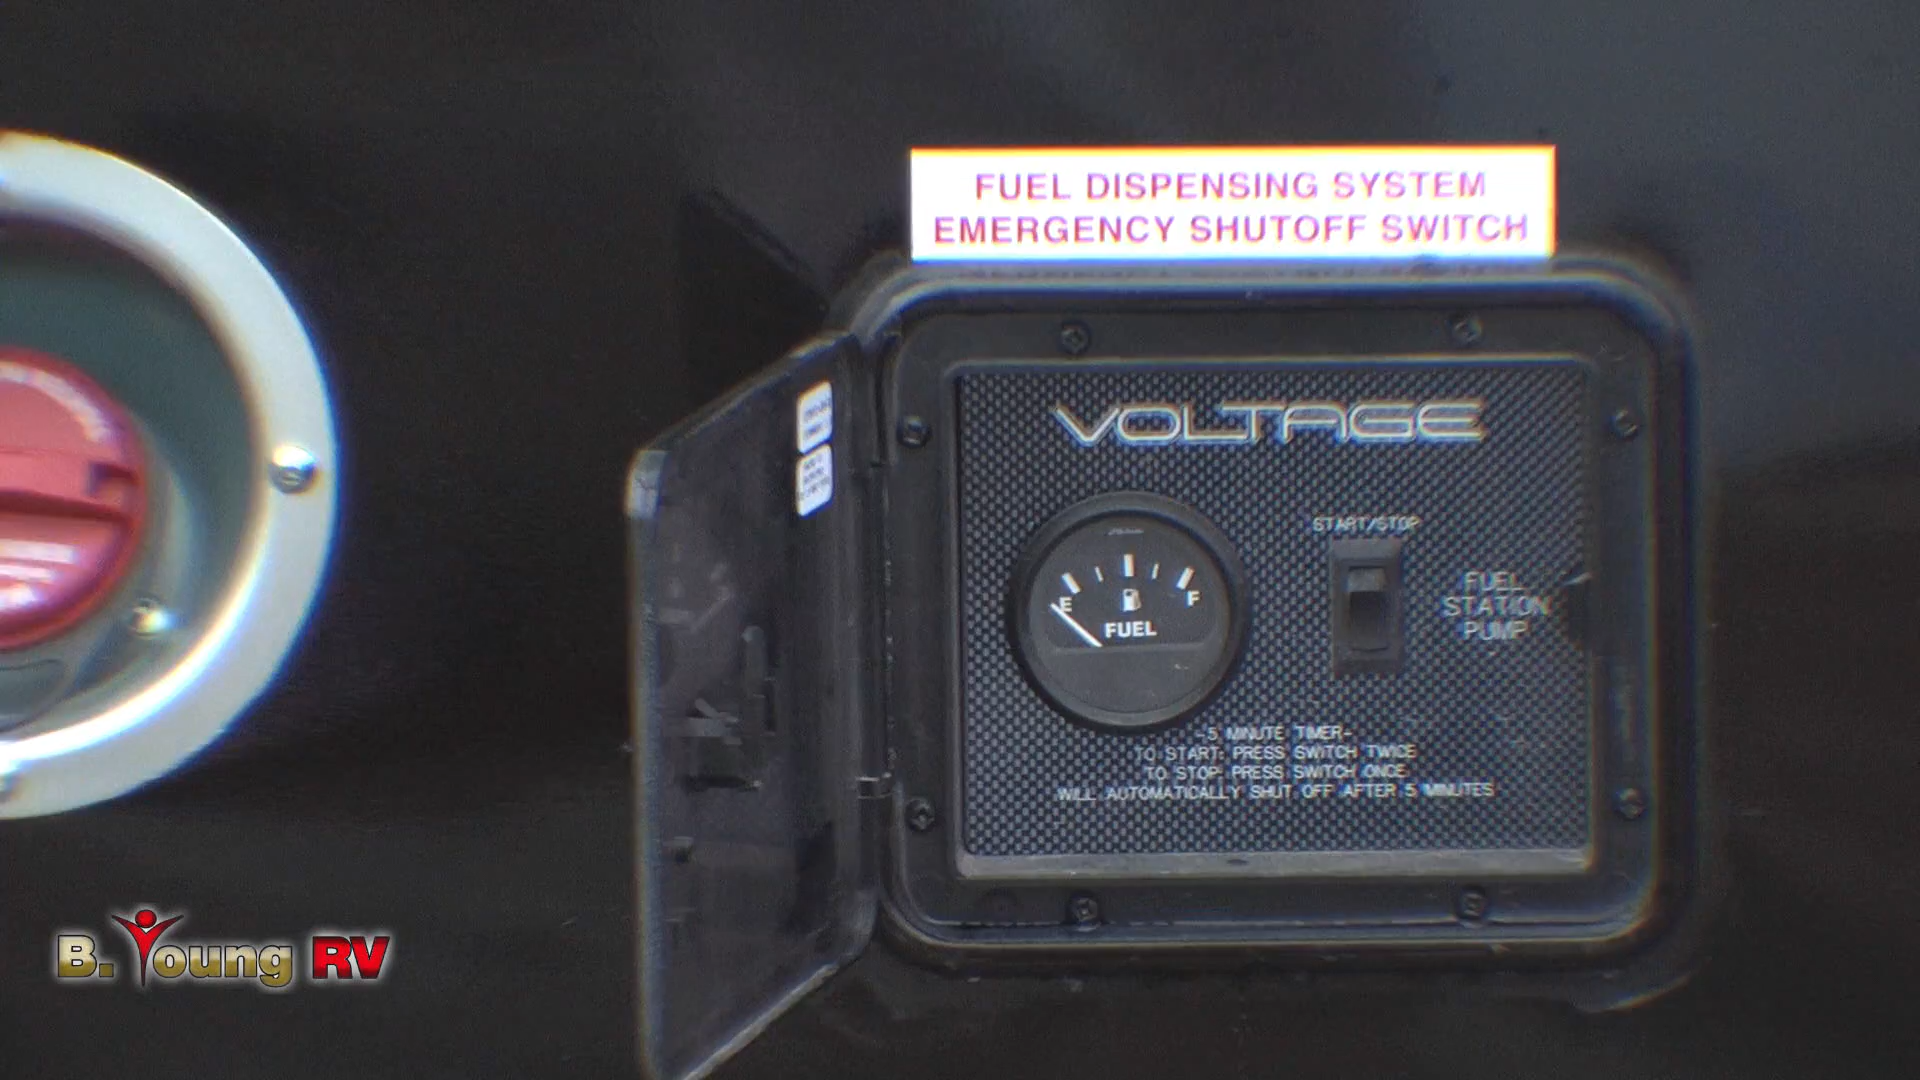 FUEL DISPENSING SYSTEM
EMERGENCY SHUTOFF SWITCH
VOLTAGE
START/STOP
FUEL
STATION
PUMP
E
F
FUEL
-5 MINUTE TIMER-
TO START: PRESS SWITCH TWICE
TO STOP: PRESS SWITCH ONCE
WILL AUTOMATICALLY SHUT OFF AFTER 5 MINUTES
B. Young RV